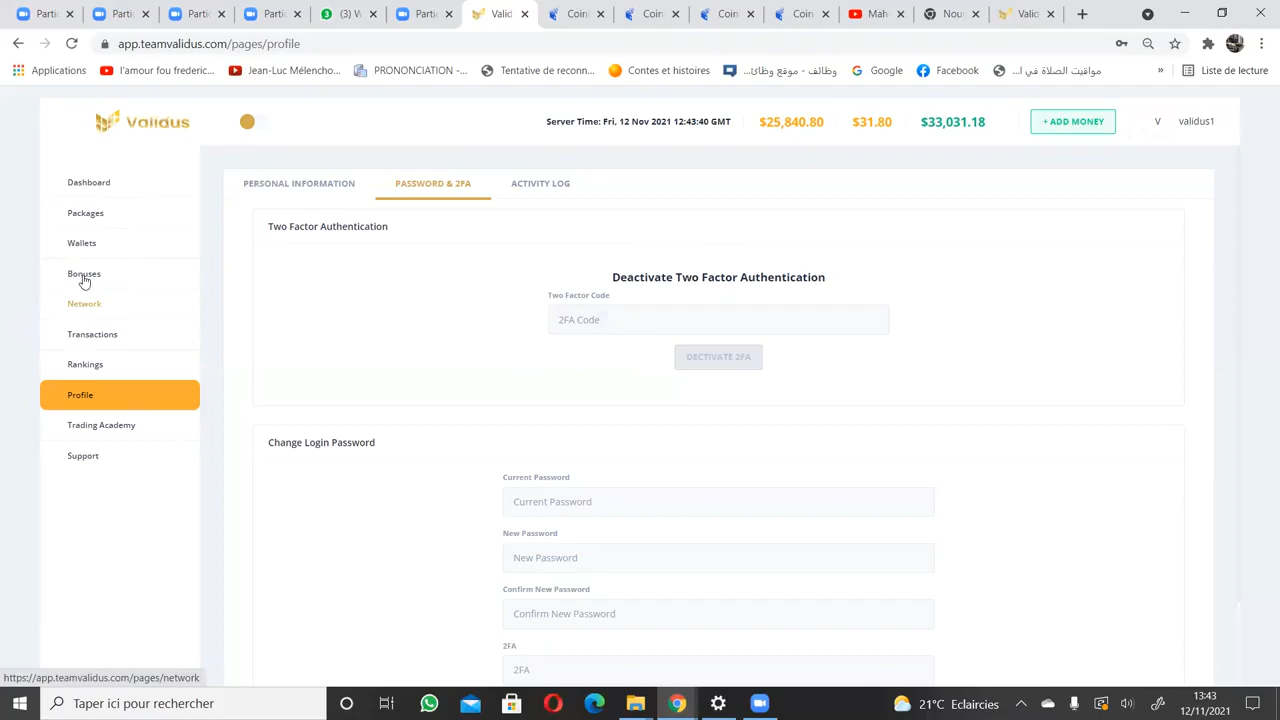 Vali
Mah
Nou
Vali
app.teamvalidus.com/pages/profile
Applications
l'amour fou frederic...
Jean-Luc Mélencho...
PRONONCIATION -...
Tentative de reconn...
Contes et histoires
وظائف - موقع وظائ...
Google
Facebook
مواقيت الصلاة في ا...
»
Liste de lecture
Validus
Server Time: Fri, 12 Nov 2021 12:43:40 GMT
$25,840.80
$31.80
$33,031.18
+ ADD MONEY
V
validus1
Dashboard
Packages
Wallets
Bonuses
Network
Transactions
Rankings
Profile
Trading Academy
Support
PERSONAL INFORMATION
PASSWORD & 2FA
ACTIVITY LOG
Two Factor Authentication
Deactivate Two Factor Authentication
Two Factor Code
2FA Code
DECTIVATE 2FA
Change Login Password
Current Password
Current Password
New Password
New Password
Confirm New Password
Confirm New Password
2FA
2FA
https://app.teamvalidus.com/pages/network
Taper ici pour rechercher
21°C Eclaircies
13:43
12/11/2021